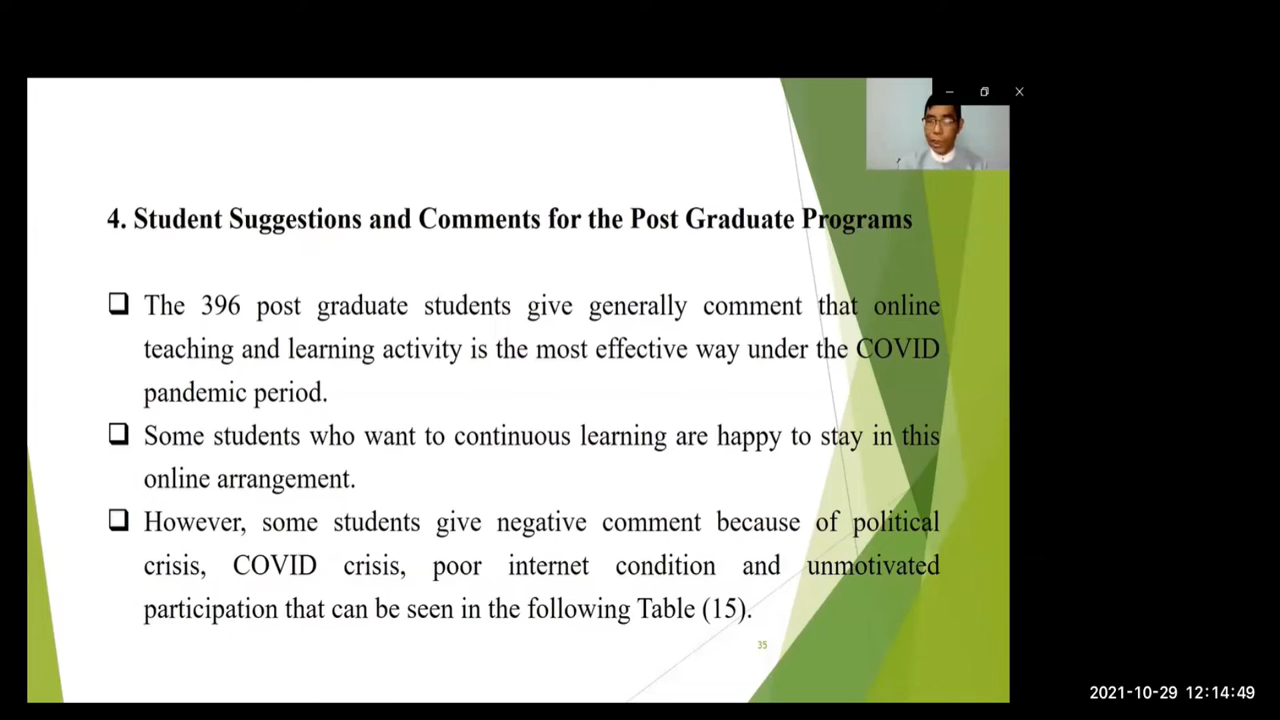 4. Student Suggestions and Comments for the Post Graduate Programs
The 396 post graduate students give generally comment that online
teaching and learning activity is the most effective way under the COVID
pandemic period.
Some students who want to continuous learning are happy to stay in this
online arrangement.
However, some students give negative comment because of political
crisis, COVID crisis, poor internet condition and unmotivated
participation that can be seen in the following Table (15).
35
2021-10-29 12:14:49